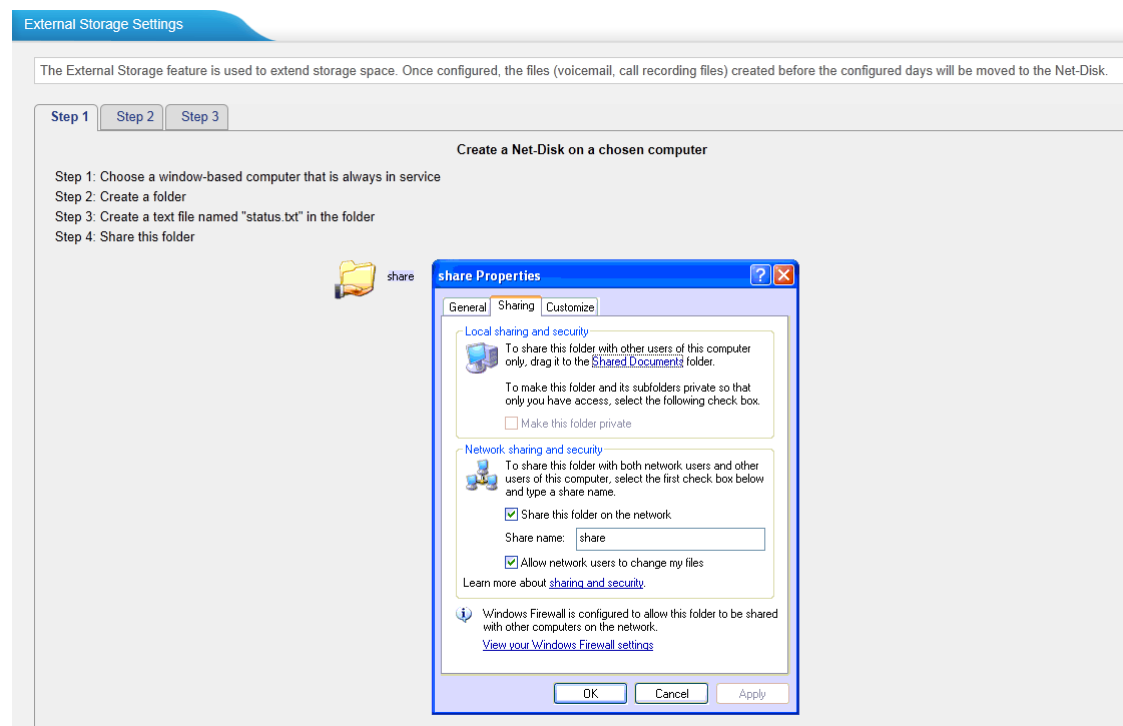 External Storage Settings
The External Storage feature is used to extend storage space. Once configured, the files (voicemail, call recording files) created before the configured days will be moved to the Net-Disk.
Step 1 Step 2 Step 3
Create a Net-Disk on a chosen computer
Step 1: Choose a window-based computer that is always in service
Step 2: Create a folder
Step 3: Create a text file named "status.txt" in the folder
Step 4: Share this folder
share
share Properties
General Sharing Customize
Local sharing and security
To share this folder with other users of this computer
only, drag it to the Shared Documents folder.
To make this folder and its subfolders private so that
only you have access, select the following check box.
Make this folder private
Network sharing and security
To share this folder with both network users and other
users of this computer, select the first check box below
and type a share name.
Share this folder on the network
Share name: share
Allow network users to change my files
Learn more about sharing and security.
Windows Firewall is configured to allow this folder to be shared
with other computers on the network.
View your Windows Firewall settings
OK Cancel Apply